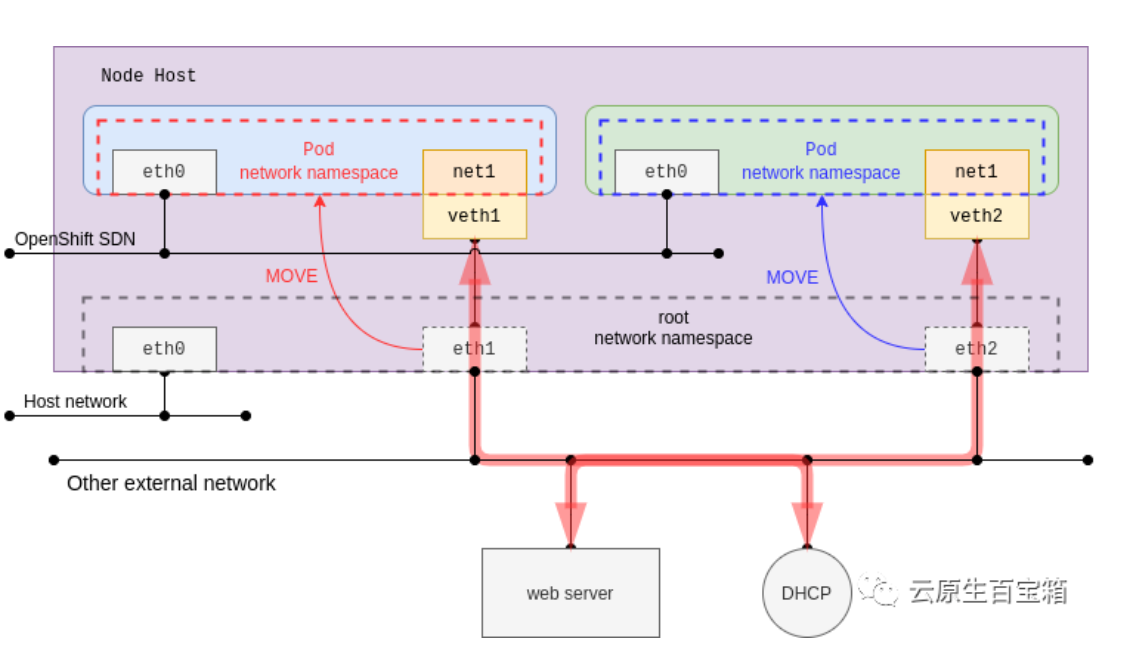 Node Host
Pod
network namespace
eth0
net1
veth1
Pod
network namespace
eth0
net1
veth2
OpenShift SDN
MOVE
MOVE
root
network namespace
eth0
eth1
eth2
Host network
Other external network
web server
DHCP
云原生百宝箱